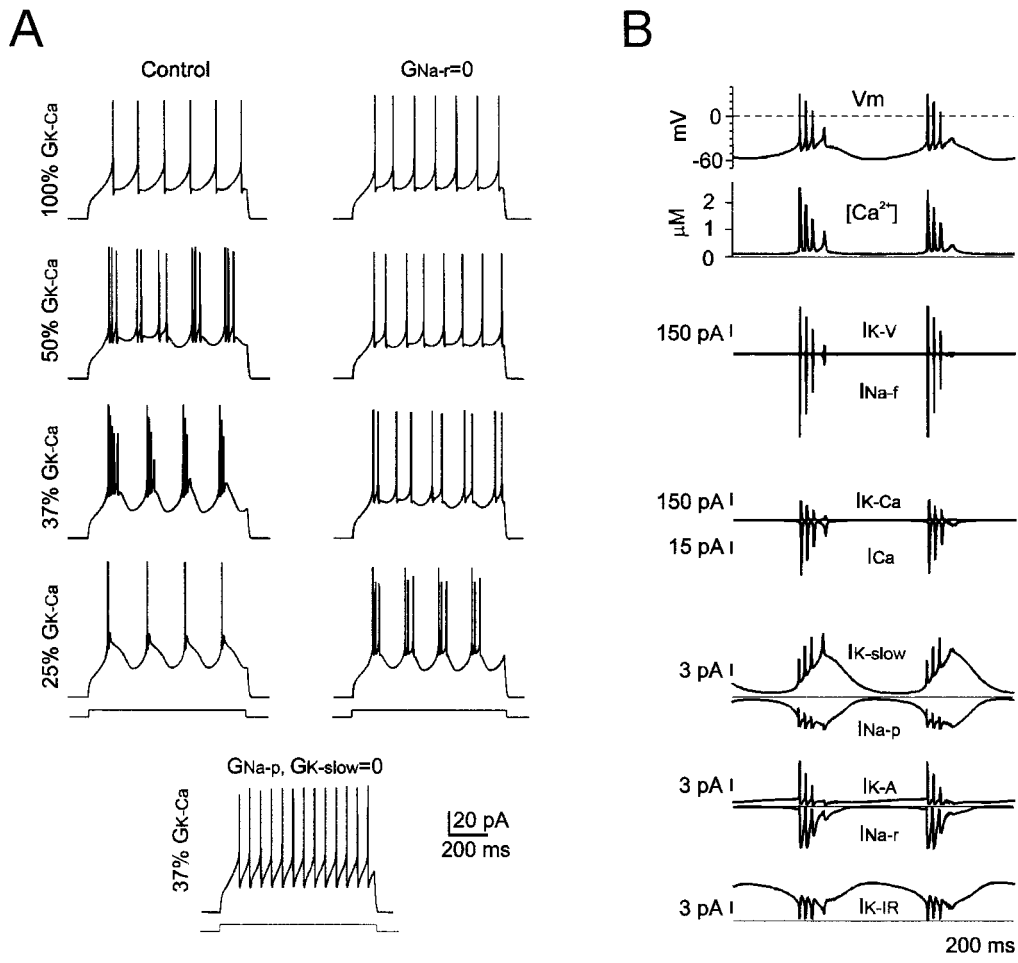 A
Control
GNa-r=0
100% GK-Ca
50% GK-Ca
37% GK-Ca
25% GK-Ca
GNa-p, GK-slow=0
37% GK-Ca
20 pA
200 ms
B
Vm
mV
0
-60
[Ca²⁺]
μM
2
1
0
150 pA
IK-V
INa-f
150 pA
IK-Ca
15 pA
ICa
3 pA
IK-slow
INa-p
3 pA
IK-A
INa-r
3 pA
IK-IR
200 ms